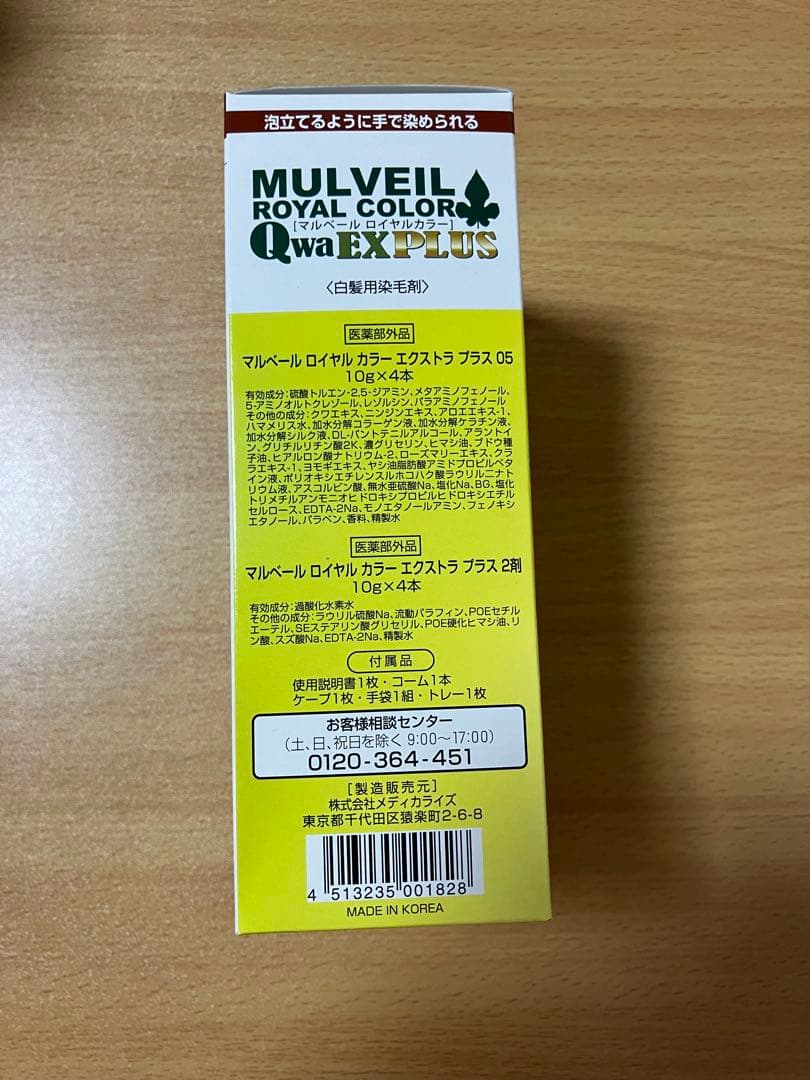 泡立てるように手で染められる
MULVEIL
ROYAL COLOR
[マルベール ロイヤルカラー]
QwaEXPLUS
〈白髪用染毛剤〉
医薬部外品
マルベール ロイヤル カラー エクストラ プラス 05
10g×4本
有効成分:硫酸トルエン-2,5-ジアミン、メタアミノフェノール、
5-アミノオルトクレゾール、レゾルシン、パラアミノフェノール
その他の成分:クワエキス、ニンジンエキス、アロエエキス-1、
ハマメリス水、加水分解コラーゲン液、加水分解ケラチン液、
加水分解シルク液、DL-パントテニルアルコール、アラントイ
ン、グリチルリチン酸2K、濃グリセリン、ヒマシ油、ブドウ種
子油、ヒアルロン酸ナトリウム-2、ローズマリーエキス、クラ
ラエキス-1、ヨモギエキス、ヤシ油脂肪酸アミドプロピルベタ
イン液、ポリオキシエチレンスルホコハク酸ラウリル二ナト
リウム液、アスコルビン酸、無水亜硫酸Na、塩化Na、BG、塩化
トリメチルアンモニオヒドロキシプロピルヒドロキシエチル
セルロース、EDTA-2Na、モノエタノールアミン、フェノキシ
エタノール、パラベン、香料、精製水
医薬部外品
マルベール ロイヤル カラー エクストラ プラス 2剤
10g×4本
有効成分:過酸化水素水
その他の成分:ラウリル硫酸Na、流動パラフィン、POEセチル
エーテル、SEステアリン酸グリセリル、POE硬化ヒマシ油、リ
ン酸、スズ酸Na、EDTA-2Na、精製水
付属品
使用説明書1枚・コーム1本
ケープ1枚・手袋1組・トレー1枚
お客様相談センター
(土、日、祝日を除く 9:00～17:00)
0120-364-451
[製造販売元]
株式会社メディカライズ
東京都千代田区猿楽町2-6-8
4 513235 001828
MADE IN KOREA